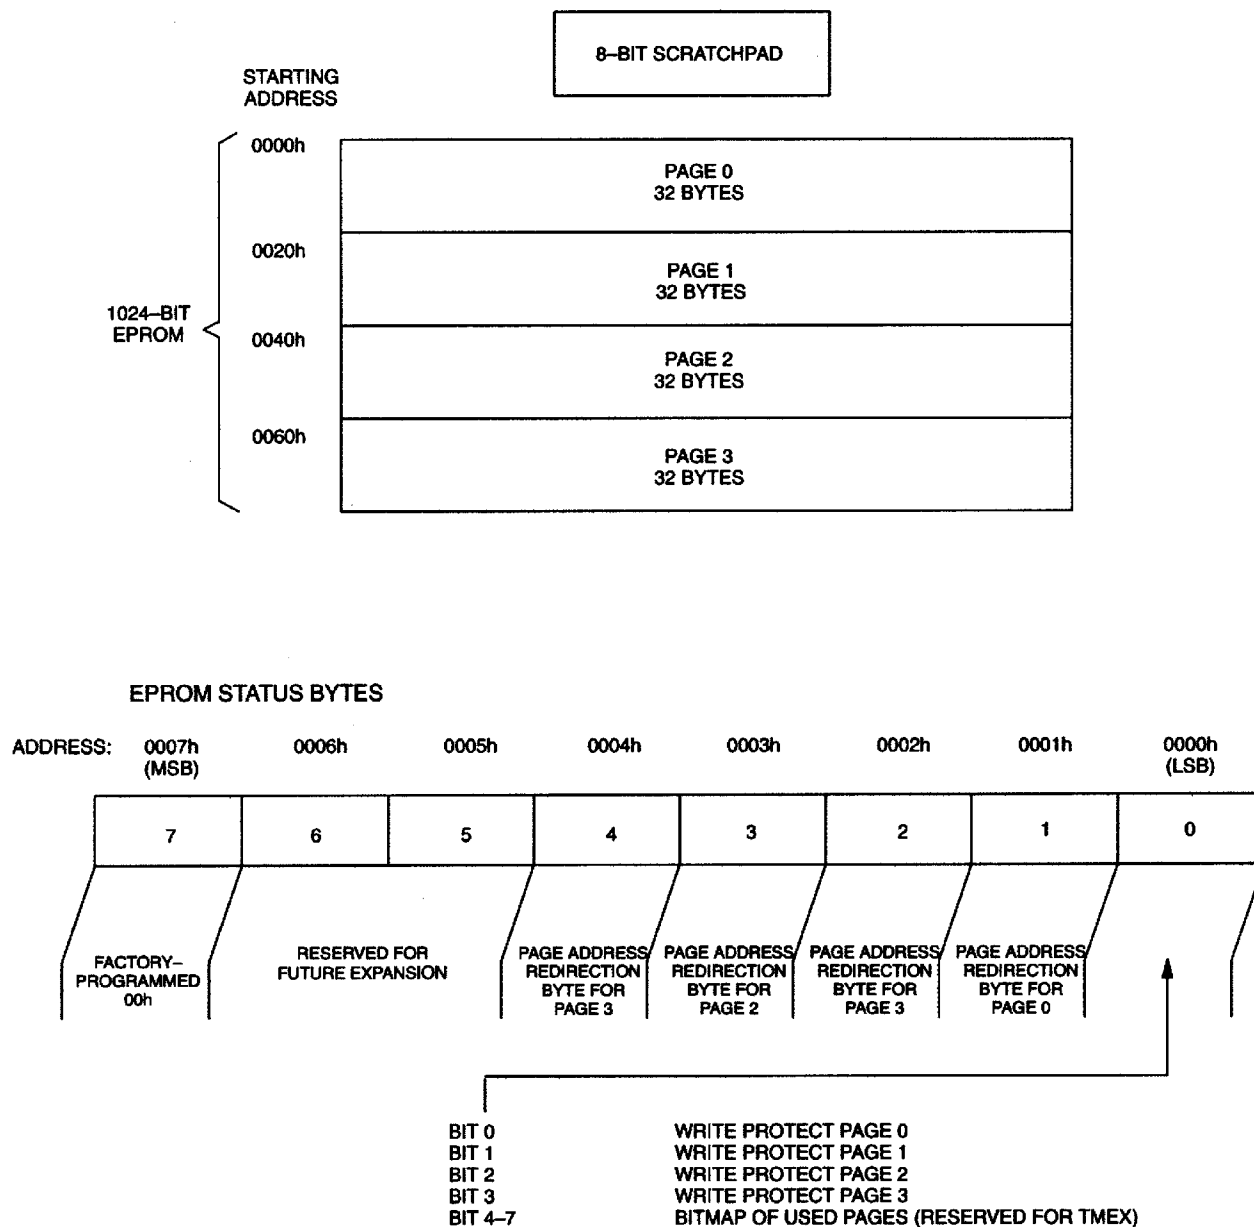 8–BIT SCRATCHPAD
STARTING
ADDRESS
0000h
PAGE 0
32 BYTES
0020h
PAGE 1
32 BYTES
1024–BIT
EPROM
0040h
PAGE 2
32 BYTES
0060h
PAGE 3
32 BYTES
EPROM STATUS BYTES
ADDRESS: 0007h 0006h 0005h 0004h 0003h 0002h 0001h 0000h
(MSB) (LSB)
7 6 5 4 3 2 1 0
FACTORY–
PROGRAMMED
00h
RESERVED FOR
FUTURE EXPANSION
PAGE ADDRESS
REDIRECTION
BYTE FOR
PAGE 3
PAGE ADDRESS
REDIRECTION
BYTE FOR
PAGE 2
PAGE ADDRESS
REDIRECTION
BYTE FOR
PAGE 3
PAGE ADDRESS
REDIRECTION
BYTE FOR
PAGE 0
BIT 0 WRITE PROTECT PAGE 0
BIT 1 WRITE PROTECT PAGE 1
BIT 2 WRITE PROTECT PAGE 2
BIT 3 WRITE PROTECT PAGE 3
BIT 4–7 BITMAP OF USED PAGES (RESERVED FOR TMEX)